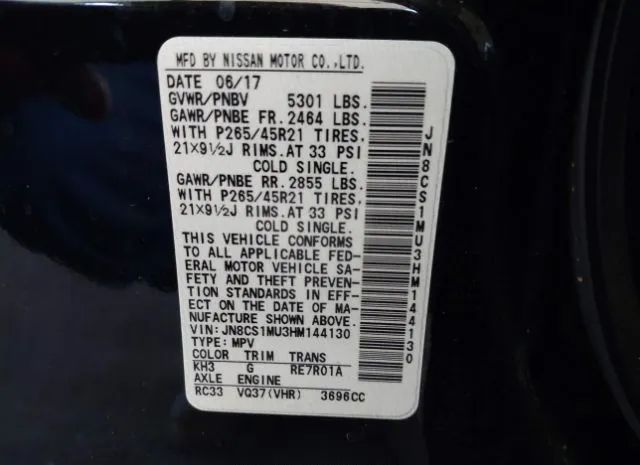 MFD BY NISSAN MOTOR CO.,LTD.
DATE 06/17
GVWR/PNBV 5301 LBS.
GAWR/PNBE FR. 2464 LBS.
WITH P265/45R21 TIRES.
21X9½J RIMS.AT 33 PSI
COLD SINGLE.
GAWR/PNBE RR. 2855 LBS.
WITH P265/45R21 TIRES.
21X9½J RIMS.AT 33 PSI
COLD SINGLE.
THIS VEHICLE CONFORMS
TO ALL APPLICABLE FED-
ERAL MOTOR VEHICLE SA-
FETY AND THEFT PREVEN-
TION STANDARDS IN EFF-
ECT ON THE DATE OF MA-
NUFACTURE SHOWN ABOVE.
VIN: JN8CS1MU3HM144130
TYPE: MPV
COLOR TRIM TRANS
KH3 G RE7R01A
AXLE ENGINE
RC33 VQ37(VHR) 3696CC
JN8CS1MU3HM144130